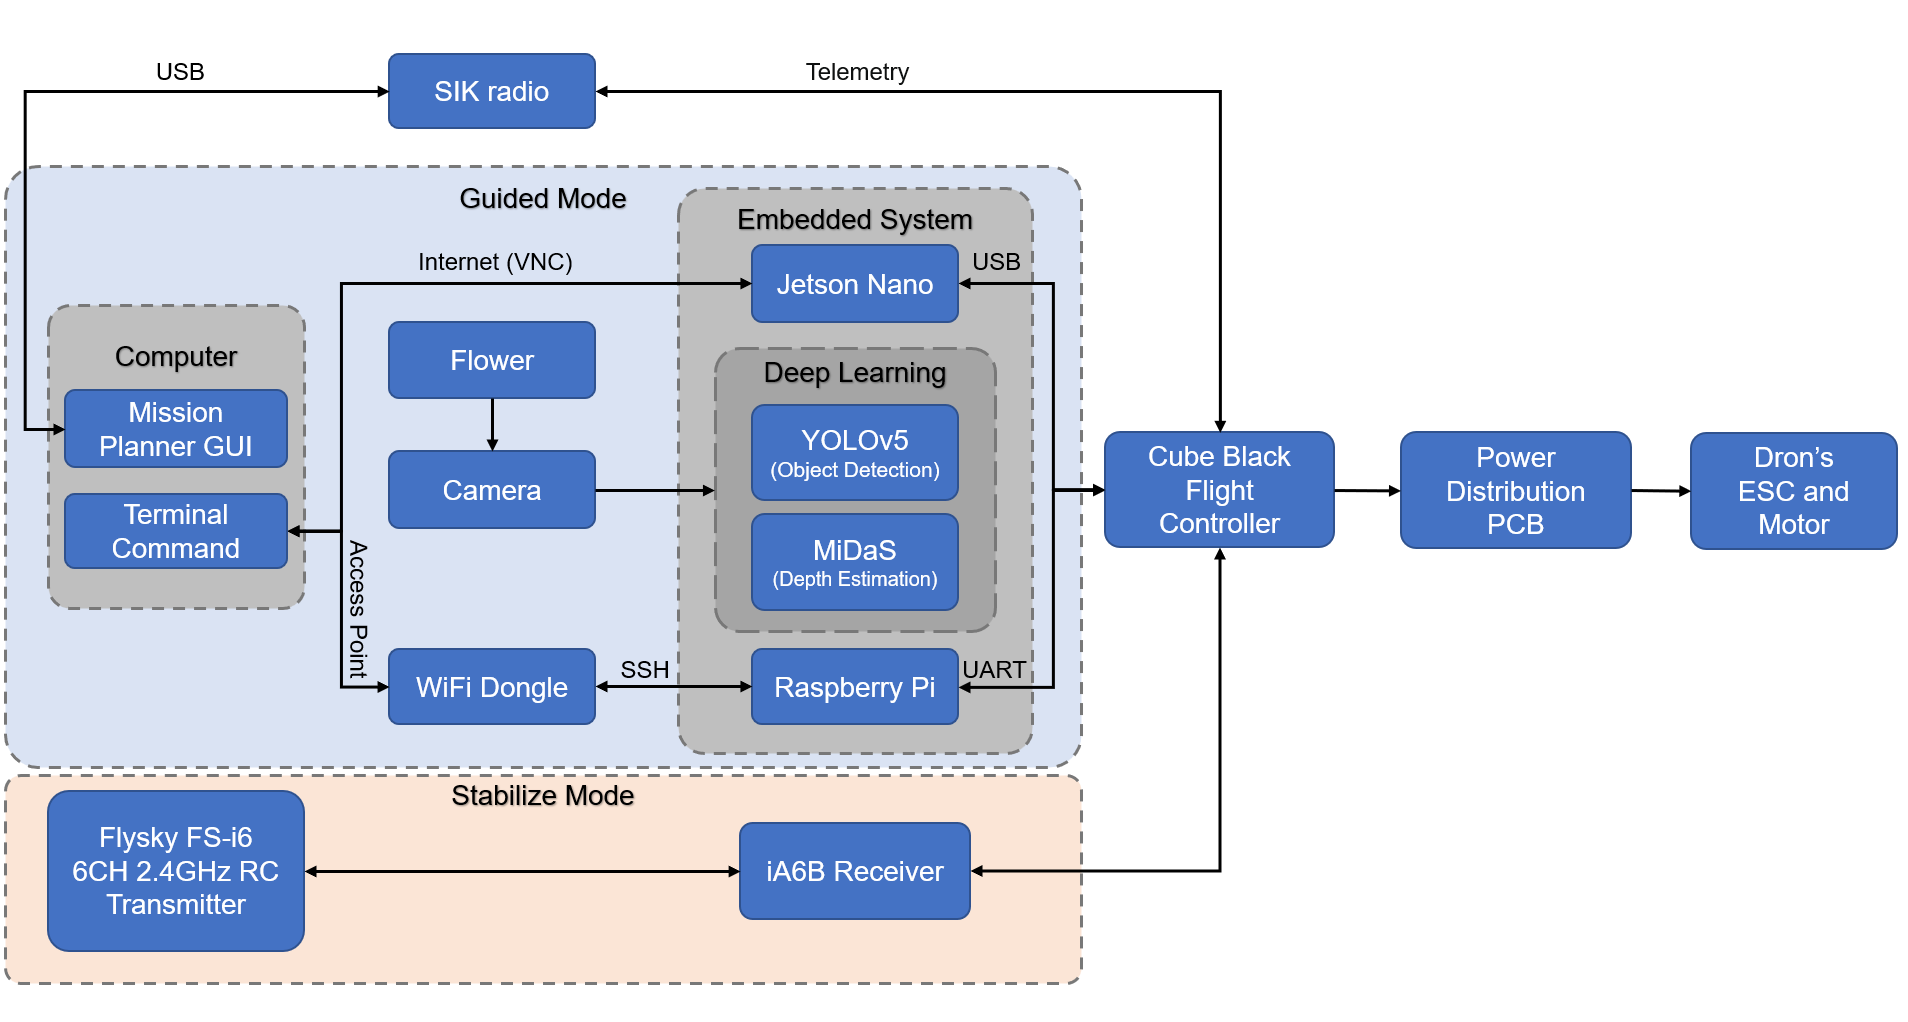 USB
SIK radio
Telemetry
Guided Mode
Embedded System
Internet (VNC)
Jetson Nano
USB
Computer
Mission
Planner GUI
Terminal
Command
Flower
Camera
Deep Learning
YOLOv5
(Object Detection)
MiDaS
(Depth Estimation)
Access Point
WiFi Dongle
SSH
Raspberry Pi
UART
Cube Black
Flight
Controller
Power
Distribution
PCB
Dron’s
ESC and
Motor
Stabilize Mode
Flysky FS-i6
6CH 2.4GHz RC
Transmitter
iA6B Receiver